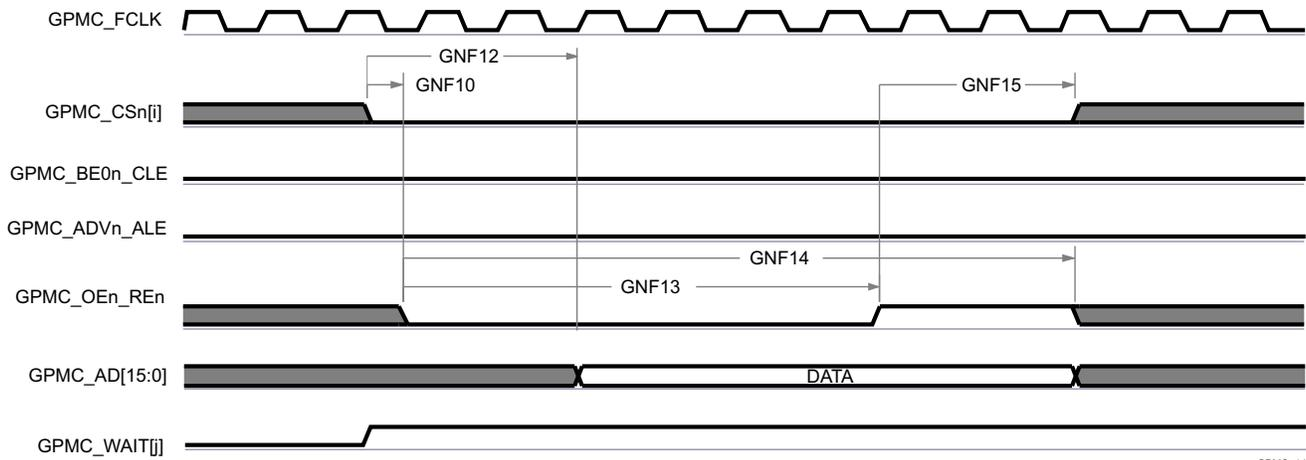 GPMC_FCLK
GNF12
GNF10
GNF15
GPMC_CSn[i]
GPMC_BE0n_CLE
GPMC_ADVn_ALE
GNF14
GNF13
GPMC_OEn_REn
GPMC_AD[15:0]
DATA
GPMC_WAIT[j]